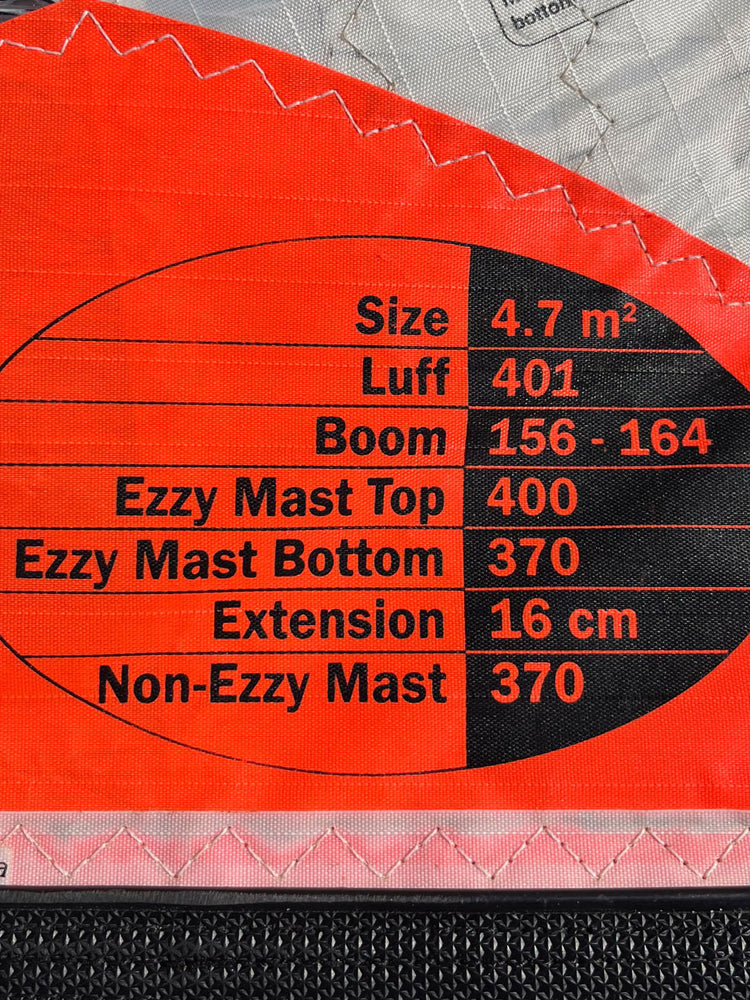 bottom
Size 4.7 m²
Luff 401
Boom 156 - 164
Ezzy Mast Top 400
Ezzy Mast Bottom 370
Extension 16 cm
Non-Ezzy Mast 370